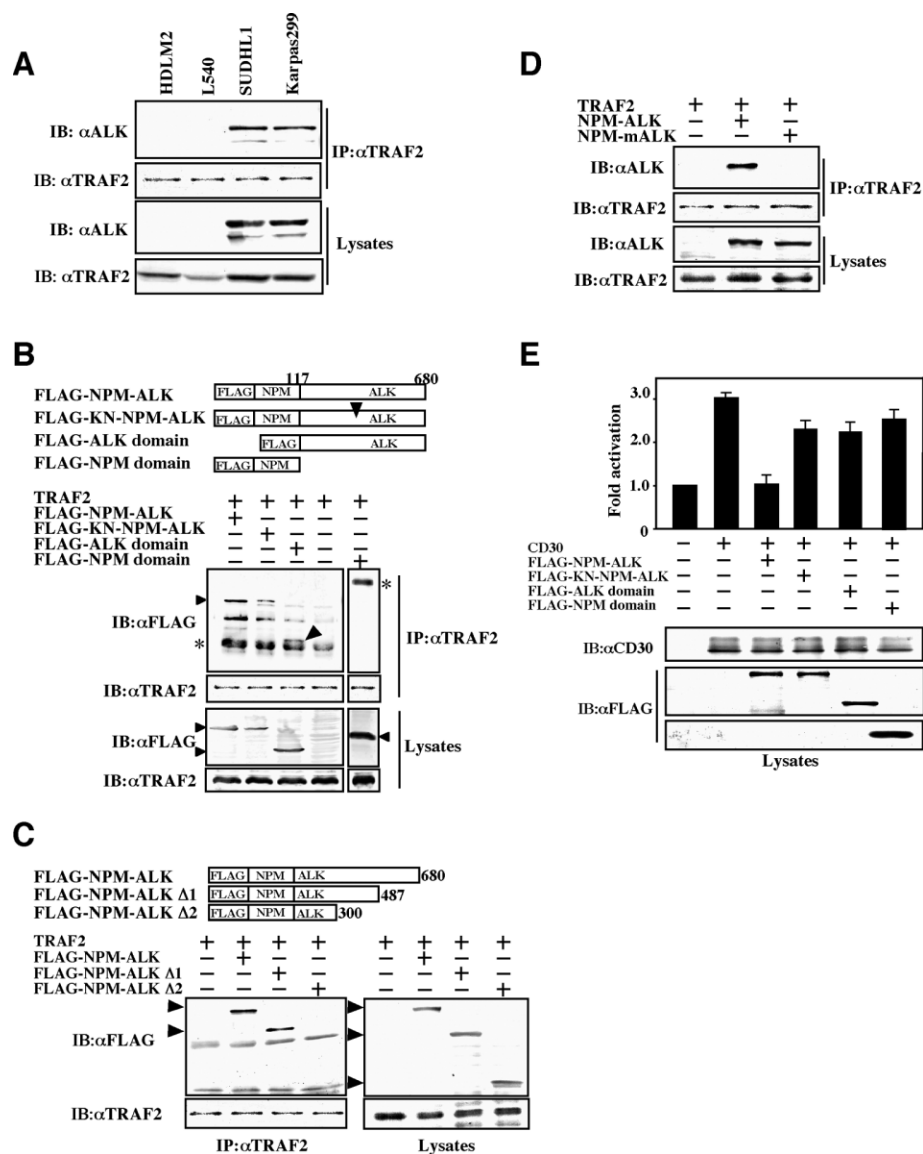 A
HDLM2
L540
SUDHL1
Karpas299
IB: αALK
IB: αTRAF2
IP:αTRAF2
IB: αALK
IB: αTRAF2
Lysates
B
117 680
FLAG-NPM-ALK FLAG NPM ALK
FLAG-KN-NPM-ALK FLAG NPM ALK
FLAG-ALK domain FLAG ALK
FLAG-NPM domain FLAG NPM
TRAF2 + + + + +
FLAG-NPM-ALK + − − − −
FLAG-KN-NPM-ALK − + − − −
FLAG-ALK domain − − + − −
FLAG-NPM domain − − − − +
IB:αFLAG
*
*
IP:αTRAF2
IB:αTRAF2
IB:αFLAG
Lysates
IB:αTRAF2
C
FLAG-NPM-ALK FLAG NPM ALK 680
FLAG-NPM-ALK Δ1 FLAG NPM ALK 487
FLAG-NPM-ALK Δ2 FLAG NPM ALK 300
TRAF2 + + + + + + + +
FLAG-NPM-ALK − + − − − + − −
FLAG-NPM-ALK Δ1 − − + − − − + −
FLAG-NPM-ALK Δ2 − − − + − − − +
IB:αFLAG
IB:αTRAF2
IP:αTRAF2 Lysates
D
TRAF2 + + +
NPM-ALK − + −
NPM-mALK − − +
IB:αALK
IP:αTRAF2
IB:αTRAF2
IB:αALK
Lysates
IB:αTRAF2
E
Fold activation
3.0
2.0
1.0
0
CD30 − + + + + +
FLAG-NPM-ALK − − + − − −
FLAG-KN-NPM-ALK − − − + − −
FLAG-ALK domain − − − − + −
FLAG-NPM domain − − − − − +
IB:αCD30
IB:αFLAG
Lysates